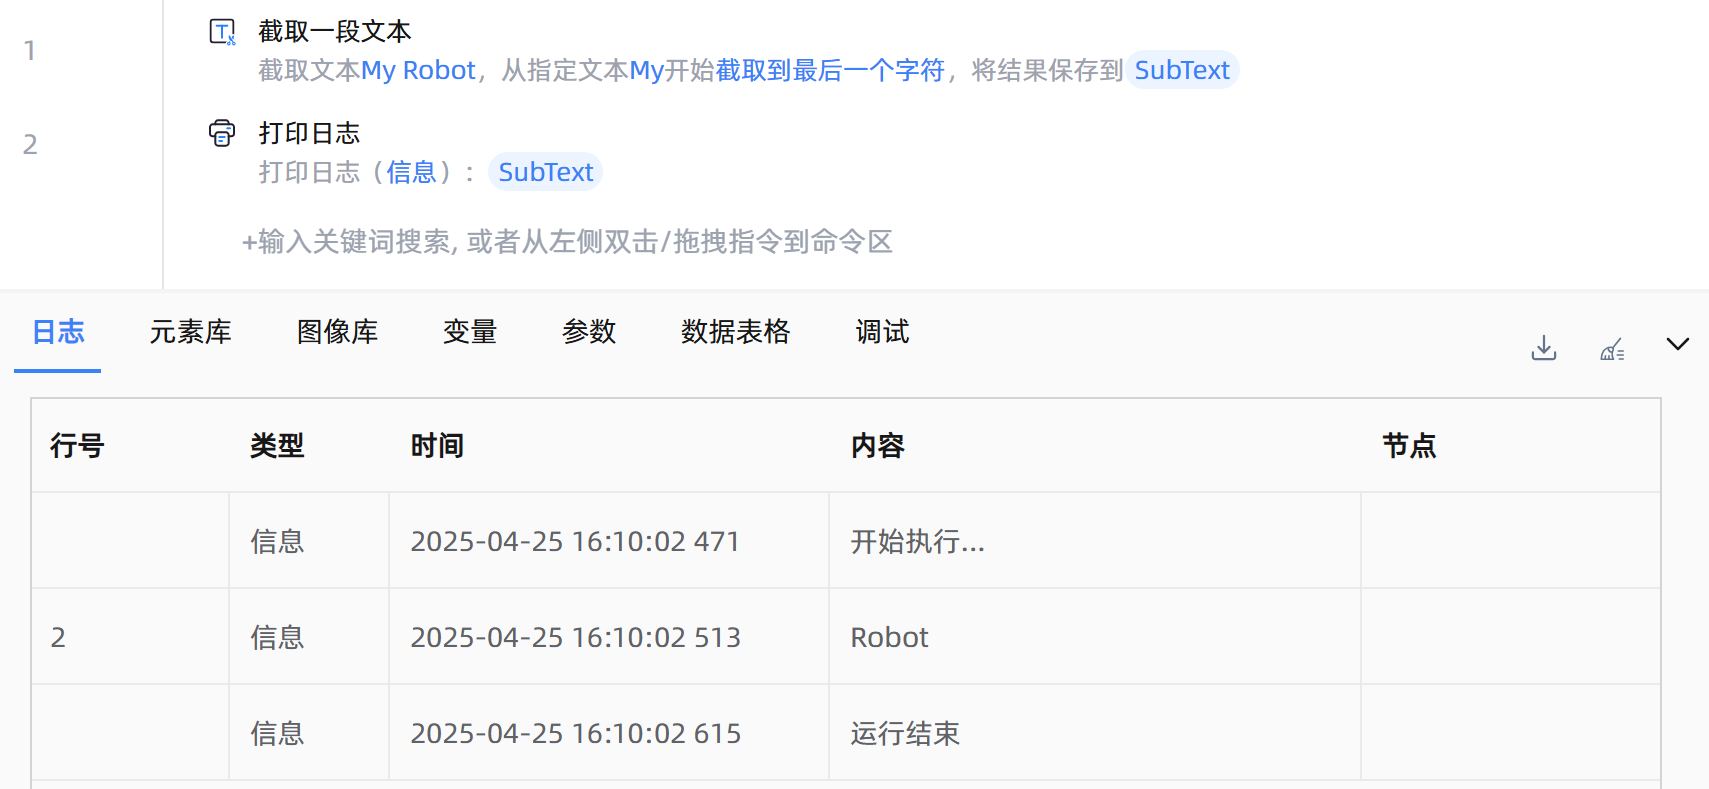 1
截取一段文本
截取文本My Robot，从指定文本My开始截取到最后一个字符，将结果保存到 SubText
2
打印日志
打印日志（信息）： SubText
+输入关键词搜索, 或者从左侧双击/拖拽指令到命令区
日志 元素库 图像库 变量 参数 数据表格 调试
行号 类型 时间 内容 节点
信息 2025-04-25 16:10:02 471 开始执行...
2 信息 2025-04-25 16:10:02 513 Robot
信息 2025-04-25 16:10:02 615 运行结束